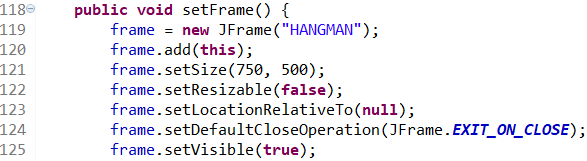 118 public void setFrame() {
119 frame = new JFrame("HANGMAN");
120 frame.add(this);
121 frame.setSize(750, 500);
122 frame.setResizable(false);
123 frame.setLocationRelativeTo(null);
124 frame.setDefaultCloseOperation(JFrame.EXIT_ON_CLOSE);
125 frame.setVisible(true);